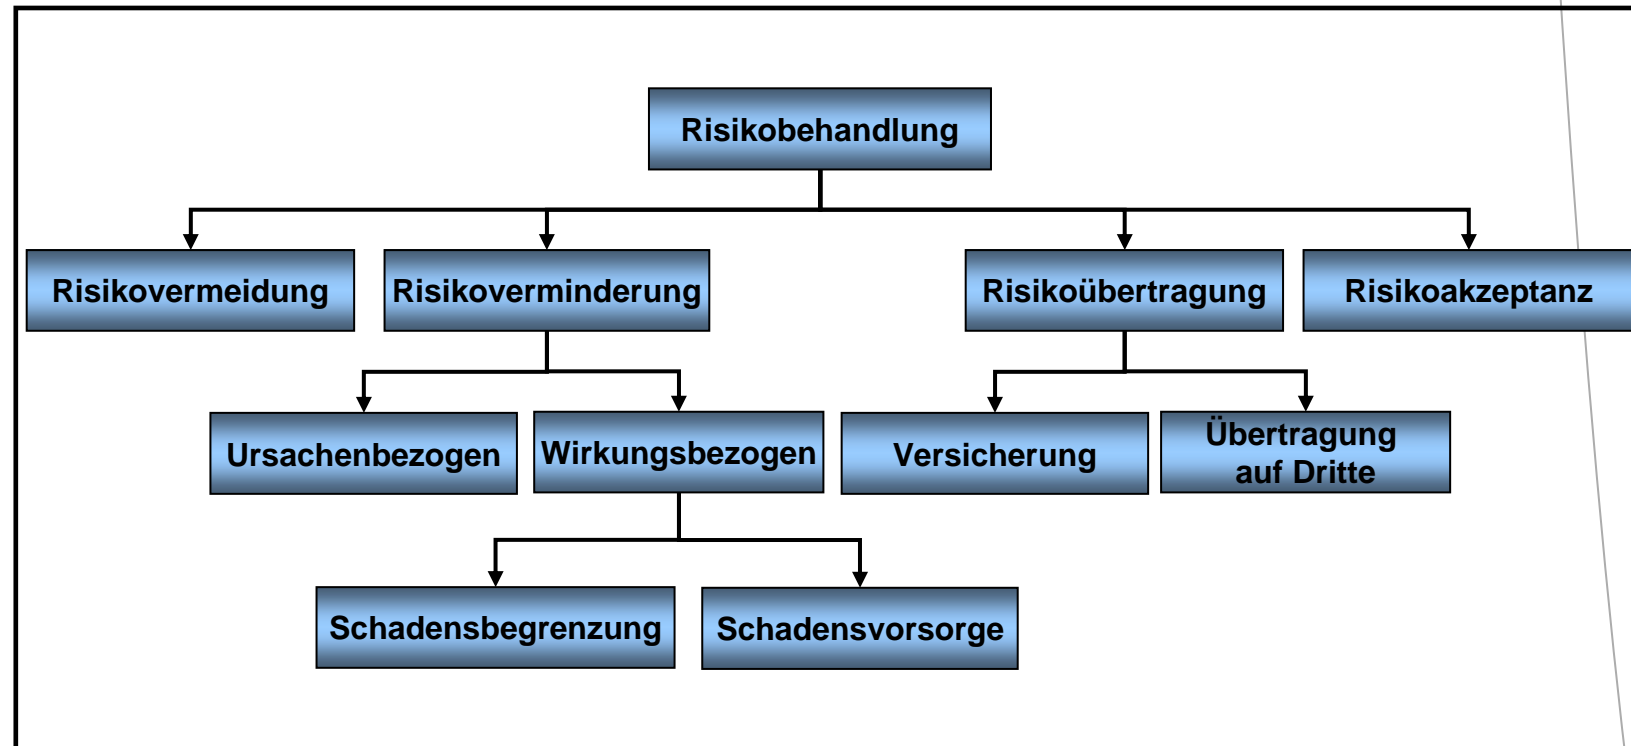 Risikobehandlung
Risikovermeidung
Risikoverminderung
Risikoübertragung
Risikoakzeptanz
Ursachenbezogen
Wirkungsbezogen
Versicherung
Übertragung
auf Dritte
Schadensbegrenzung
Schadensvorsorge